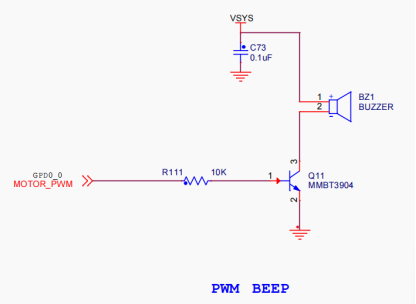 VSYS
C73
0.1uF
1
2
+
-
BZ1
BUZZER
GPD0_0
MOTOR_PWM
R111
10K
1
3
2
Q11
MMBT3904
PWM BEEP